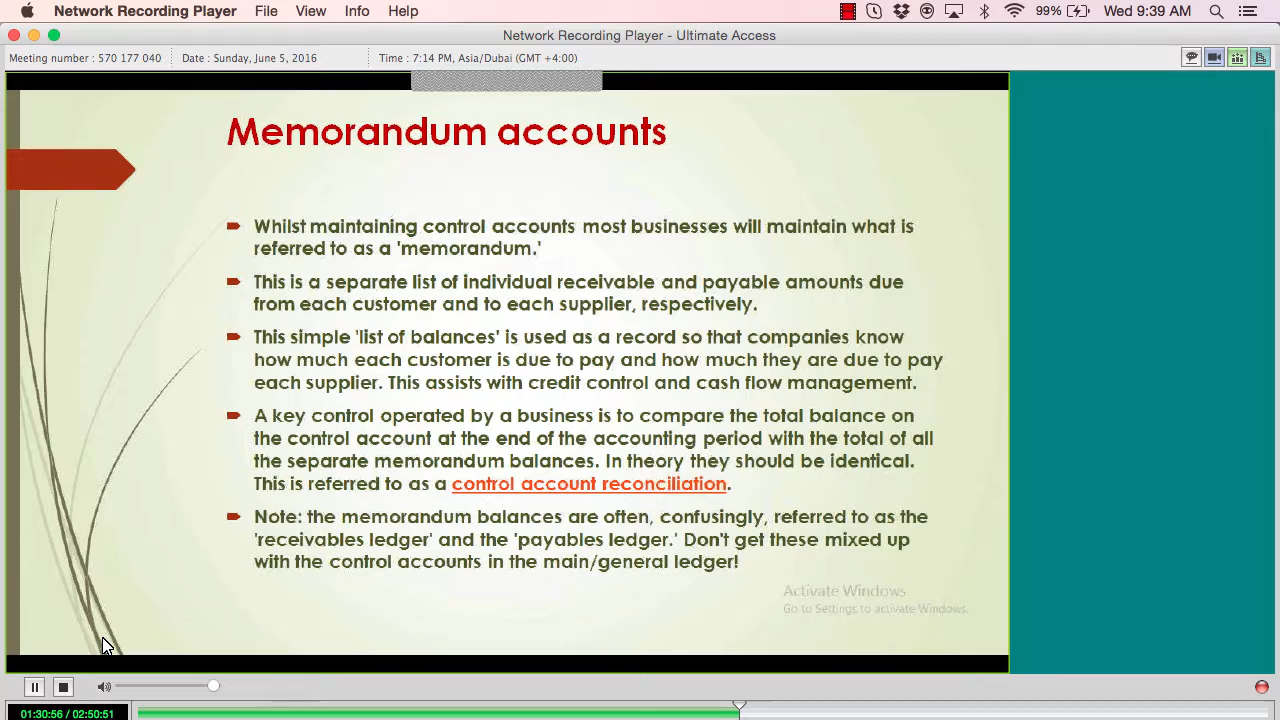 Network Recording Player File View Info Help 99% Wed 9:39 AM
Network Recording Player - Ultimate Access
Meeting number : 570 177 040 Date : Sunday, June 5, 2016 Time : 7:14 PM, Asia/Dubai (GMT +4:00)
Memorandum accounts
Whilst maintaining control accounts most businesses will maintain what is
referred to as a 'memorandum.'
This is a separate list of individual receivable and payable amounts due
from each customer and to each supplier, respectively.
This simple 'list of balances' is used as a record so that companies know
how much each customer is due to pay and how much they are due to pay
each supplier. This assists with credit control and cash flow management.
A key control operated by a business is to compare the total balance on
the control account at the end of the accounting period with the total of all
the separate memorandum balances. In theory they should be identical.
This is referred to as a control account reconciliation.
Note: the memorandum balances are often, confusingly, referred to as the
'receivables ledger' and the 'payables ledger.' Don't get these mixed up
with the control accounts in the main/general ledger!
Activate Windows
Go to Settings to activate Windows.
01:30:56 / 02:50:51